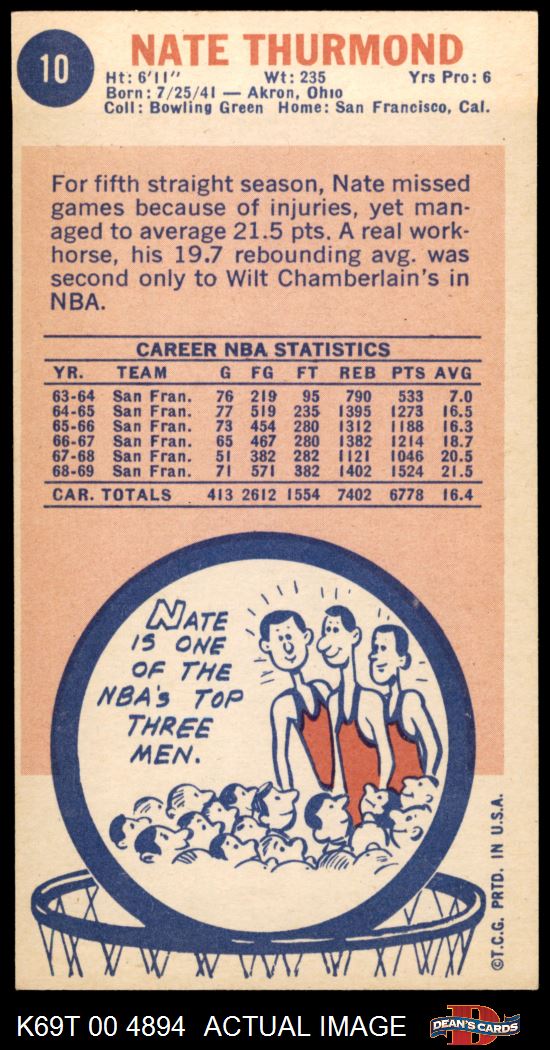 10
NATE THURMOND
Ht: 6'11" Wt: 235 Yrs Pro: 6
Born: 7/25/41 — Akron, Ohio
Coll: Bowling Green Home: San Francisco, Cal.
For fifth straight season, Nate missed
games because of injuries, yet man-
aged to average 21.5 pts. A real work-
horse, his 19.7 rebounding avg. was
second only to Wilt Chamberlain's in
NBA.
CAREER NBA STATISTICS
YR. TEAM G FG FT REB PTS AVG
63-64 San Fran. 76 219 95 790 533 7.0
64-65 San Fran. 77 519 235 1395 1273 16.5
65-66 San Fran. 73 454 280 1312 1188 16.3
66-67 San Fran. 65 467 280 1382 1214 18.7
67-68 San Fran. 51 382 282 1121 1046 20.5
68-69 San Fran. 71 571 382 1402 1524 21.5
CAR. TOTALS 413 2612 1554 7402 6778 16.4
NATE
IS ONE
OF THE
NBA'S TOP
THREE
MEN.
©T.C.G. PRTD. IN U.S.A.
K69T 00 4894 ACTUAL IMAGE
D
DEAN'S CARDS